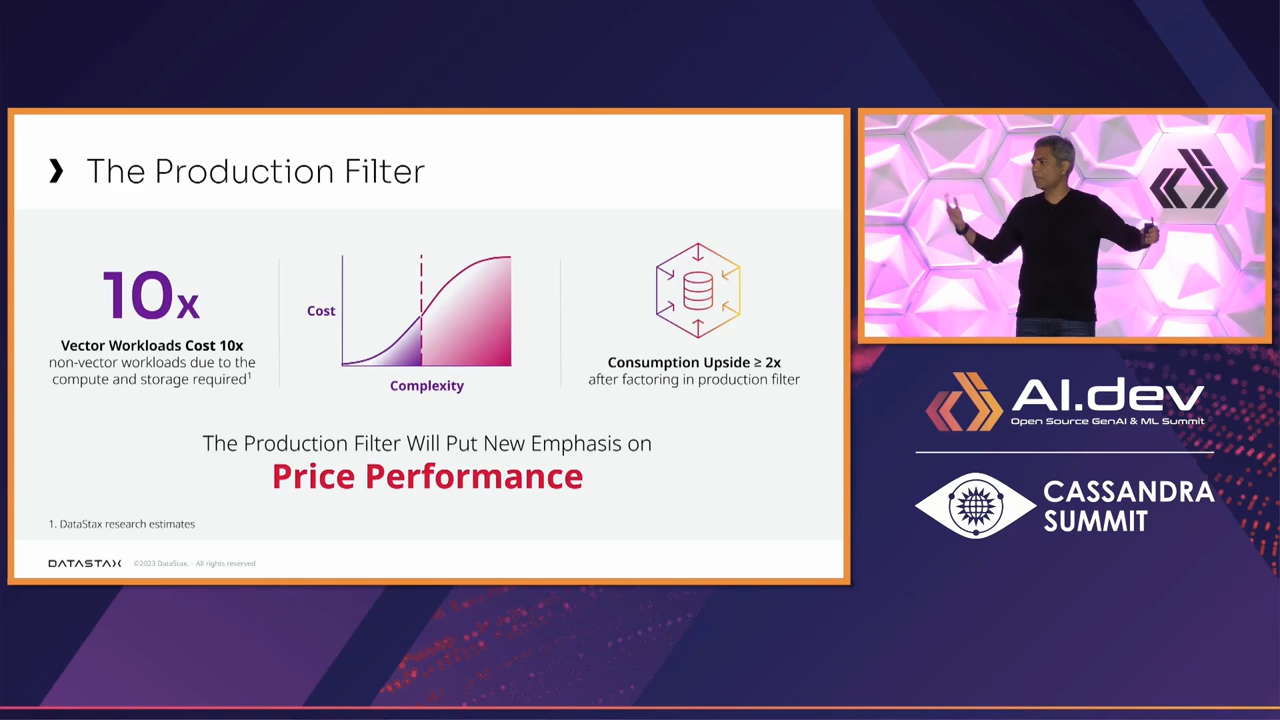 The Production Filter
10x
Vector Workloads Cost 10x
non-vector workloads due to the
compute and storage required¹
Cost
Complexity
Consumption Upside ≥ 2x
after factoring in production filter
The Production Filter Will Put New Emphasis on
Price Performance
1. DataStax research estimates
DATASTAX
©2023 DataStax. – All rights reserved
AI.dev
Open Source GenAI & ML Summit
CASSANDRA
SUMMIT